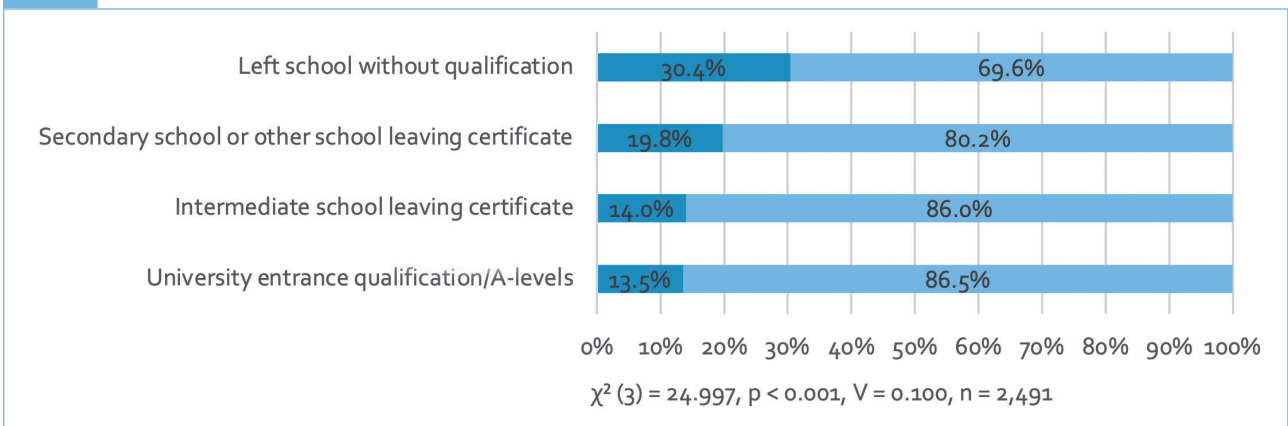 Left school without qualification 30.4% 69.6%
Secondary school or other school leaving certificate 19.8% 80.2%
Intermediate school leaving certificate 14.0% 86.0%
University entrance qualification/A-levels 13.5% 86.5%
0% 10% 20% 30% 40% 50% 60% 70% 80% 90% 100%
χ² (3) = 24.997, p < 0.001, V = 0.100, n = 2,491